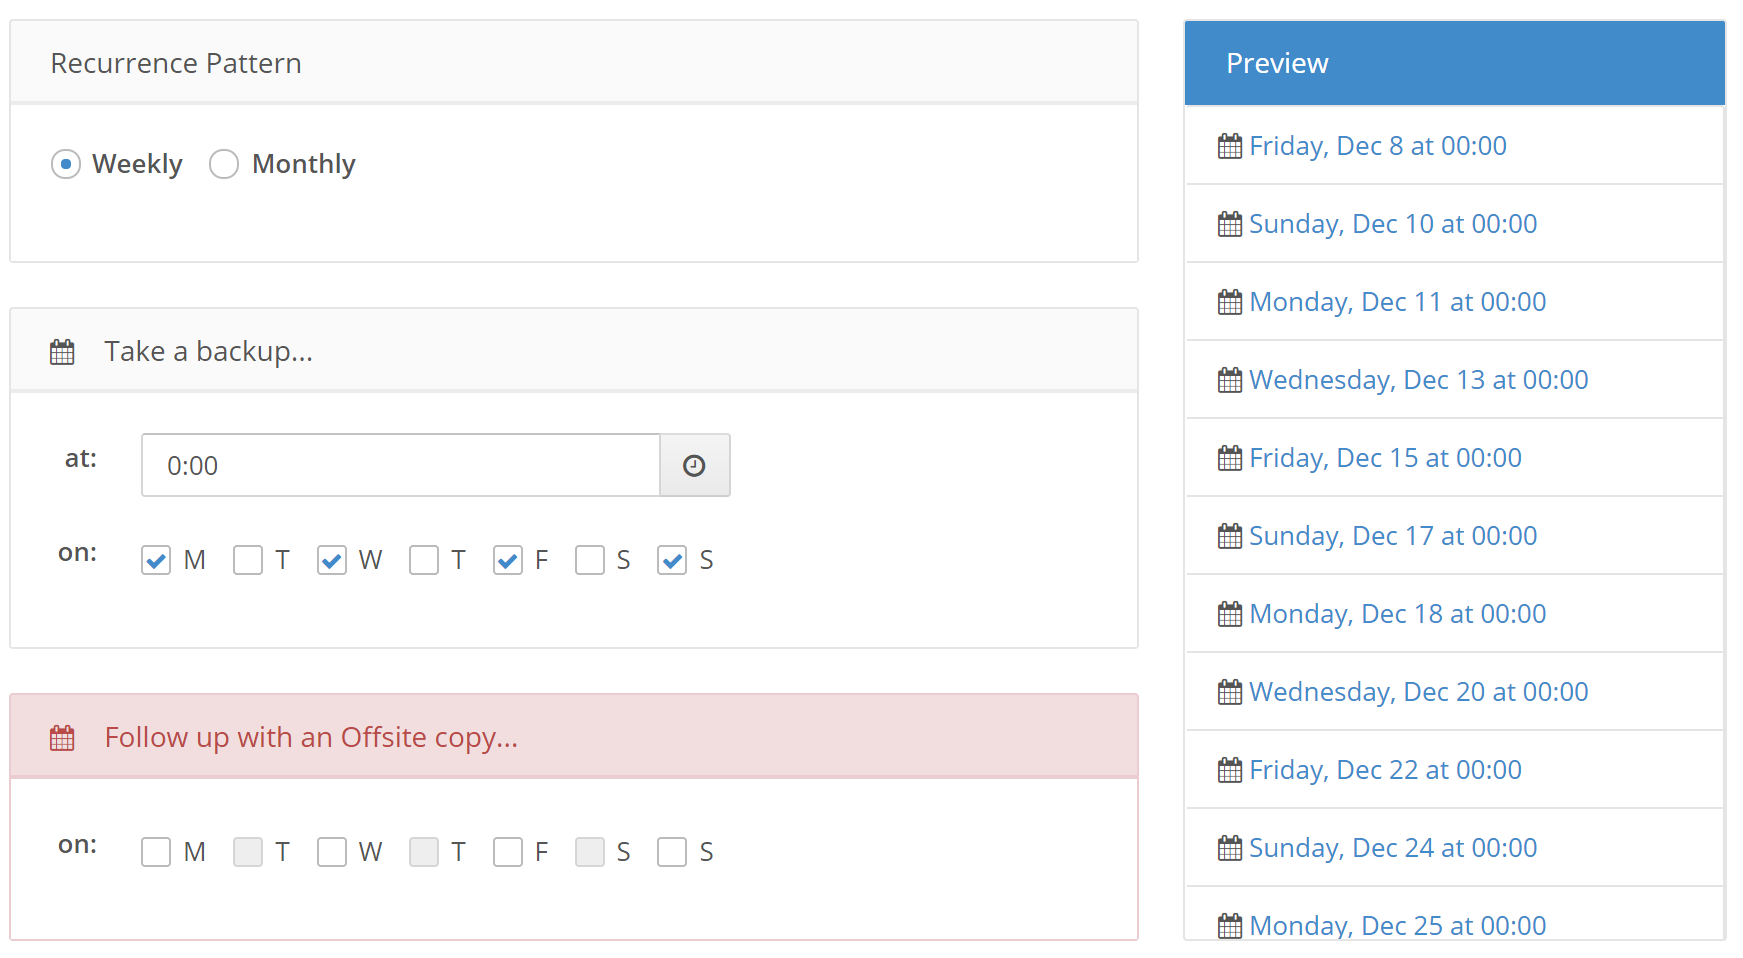 Recurrence Pattern
Weekly Monthly
Take a backup...
at: 0:00
on: M T W T F S S
Follow up with an Offsite copy...
on: M T W T F S S
Preview
Friday, Dec 8 at 00:00
Sunday, Dec 10 at 00:00
Monday, Dec 11 at 00:00
Wednesday, Dec 13 at 00:00
Friday, Dec 15 at 00:00
Sunday, Dec 17 at 00:00
Monday, Dec 18 at 00:00
Wednesday, Dec 20 at 00:00
Friday, Dec 22 at 00:00
Sunday, Dec 24 at 00:00
Monday, Dec 25 at 00:00